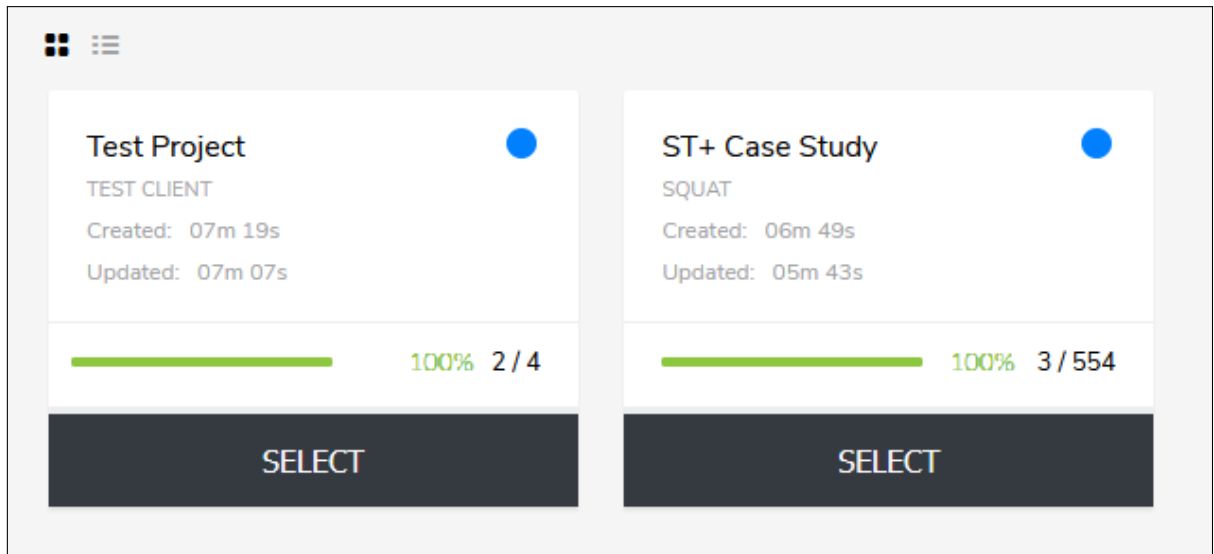 Test Project
TEST CLIENT
Created: 07m 19s
Updated: 07m 07s
100% 2 / 4
SELECT
ST+ Case Study
SQUAT
Created: 06m 49s
Updated: 05m 43s
100% 3 / 554
SELECT